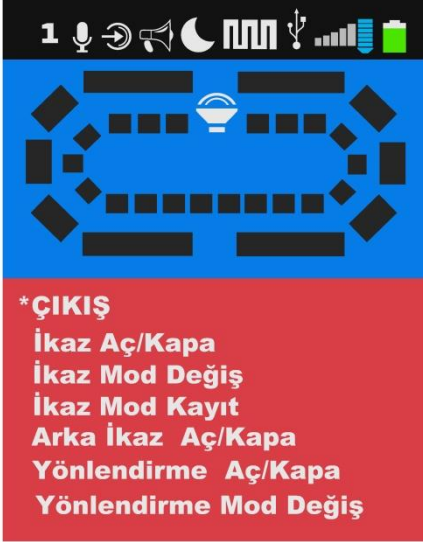 1
*ÇIKIŞ
İkaz Aç/Kapa
İkaz Mod Değiş
İkaz Mod Kayıt
Arka İkaz Aç/Kapa
Yönlendirme Aç/Kapa
Yönlendirme Mod Değiş